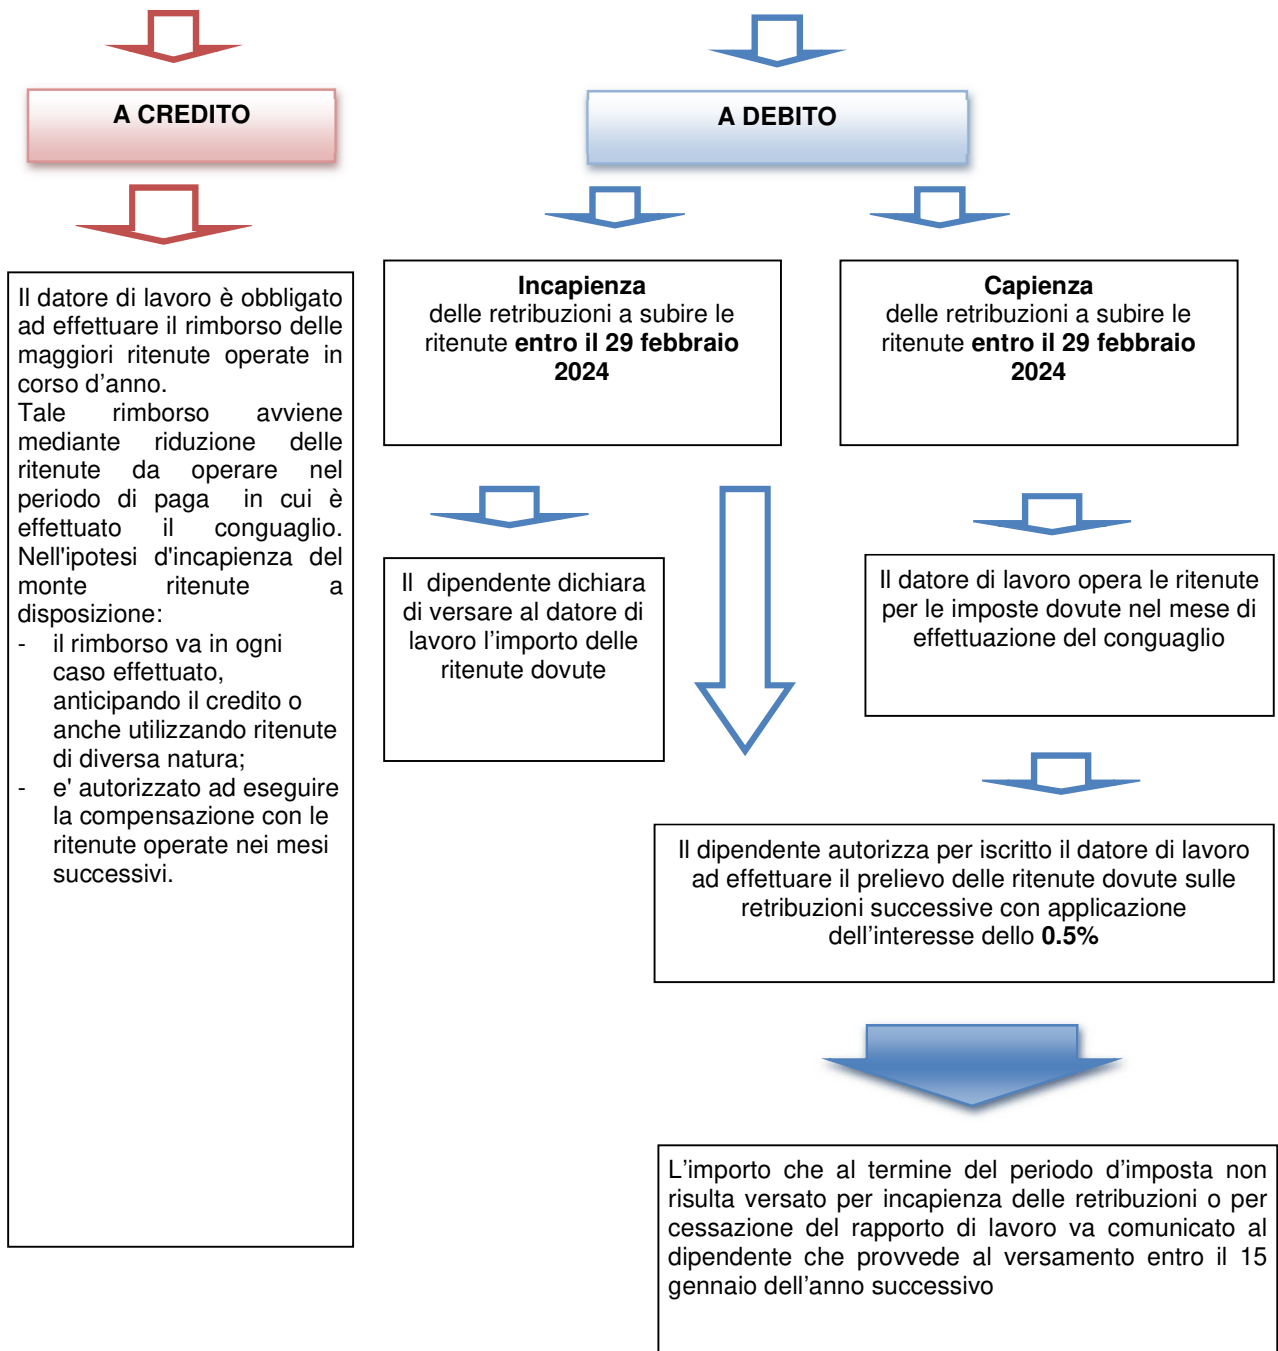 A CREDITO
A DEBITO
Il datore di lavoro è obbligato
ad effettuare il rimborso delle
maggiori ritenute operate in
corso d'anno.
Tale rimborso avviene
mediante riduzione delle
ritenute da operare nel
periodo di paga in cui è
effettuato il conguaglio.
Nell'ipotesi d'incapienza del
monte ritenute a
disposizione:
- il rimborso va in ogni
caso effettuato,
anticipando il credito o
anche utilizzando ritenute
di diversa natura;
- e' autorizzato ad eseguire
la compensazione con le
ritenute operate nei mesi
successivi.
Incapienza
delle retribuzioni a subire le
ritenute entro il 29 febbraio
2024
Capienza
delle retribuzioni a subire le
ritenute entro il 29 febbraio
2024
Il dipendente dichiara
di versare al datore di
lavoro l'importo delle
ritenute dovute
Il datore di lavoro opera le ritenute
per le imposte dovute nel mese di
effettuazione del conguaglio
Il dipendente autorizza per iscritto il datore di lavoro
ad effettuare il prelievo delle ritenute dovute sulle
retribuzioni successive con applicazione
dell'interesse dello 0.5%
L'importo che al termine del periodo d'imposta non
risulta versato per incapienza delle retribuzioni o per
cessazione del rapporto di lavoro va comunicato al
dipendente che provvede al versamento entro il 15
gennaio dell'anno successivo